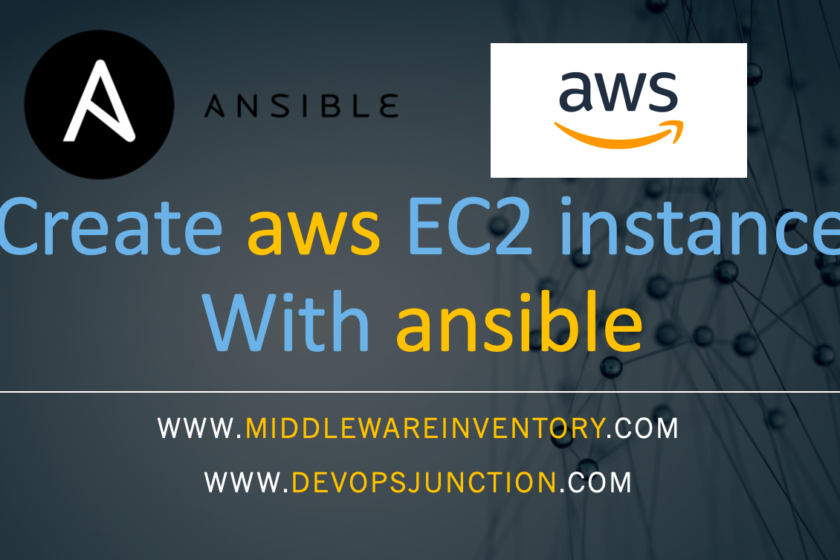 ANSIBLE
aws
Create aws EC2 instance
With ansible
WWW.MIDDLEWAREINVENTORY.COM
WWW.DEVOPSJUNCTION.COM